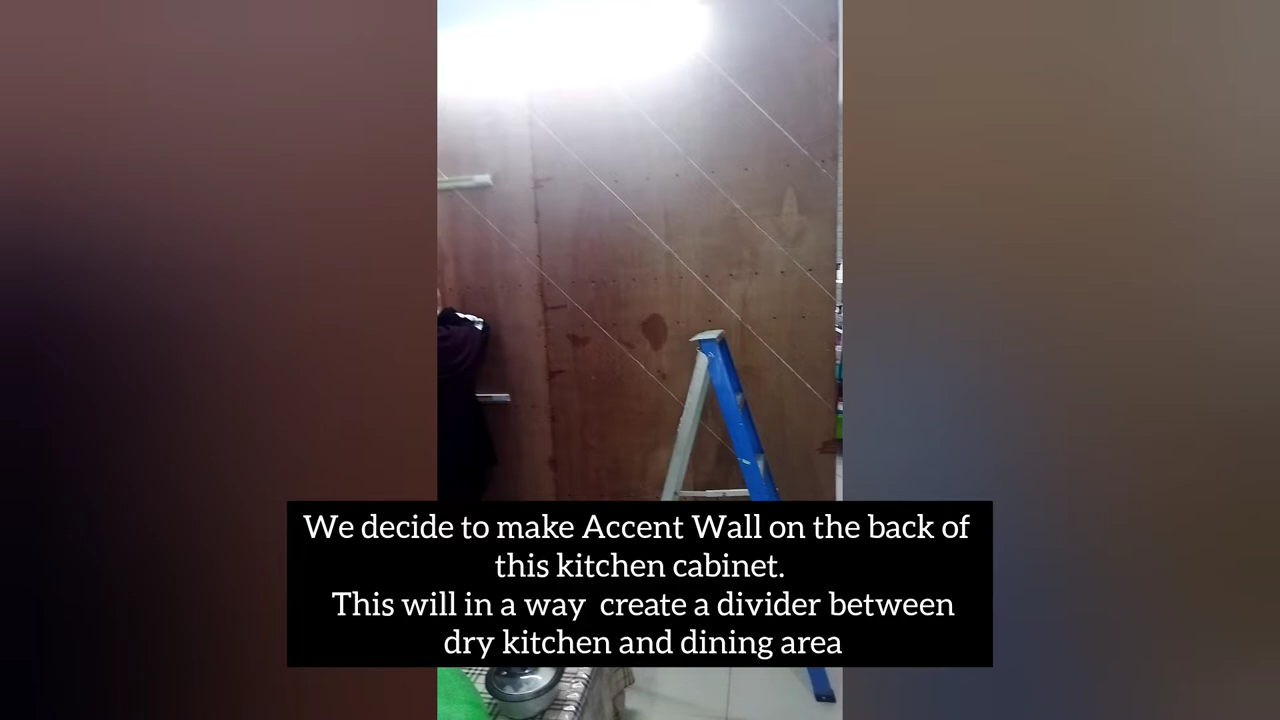 We decide to make Accent Wall on the back of
this kitchen cabinet.
This will in a way  create a divider between
dry kitchen and dining area